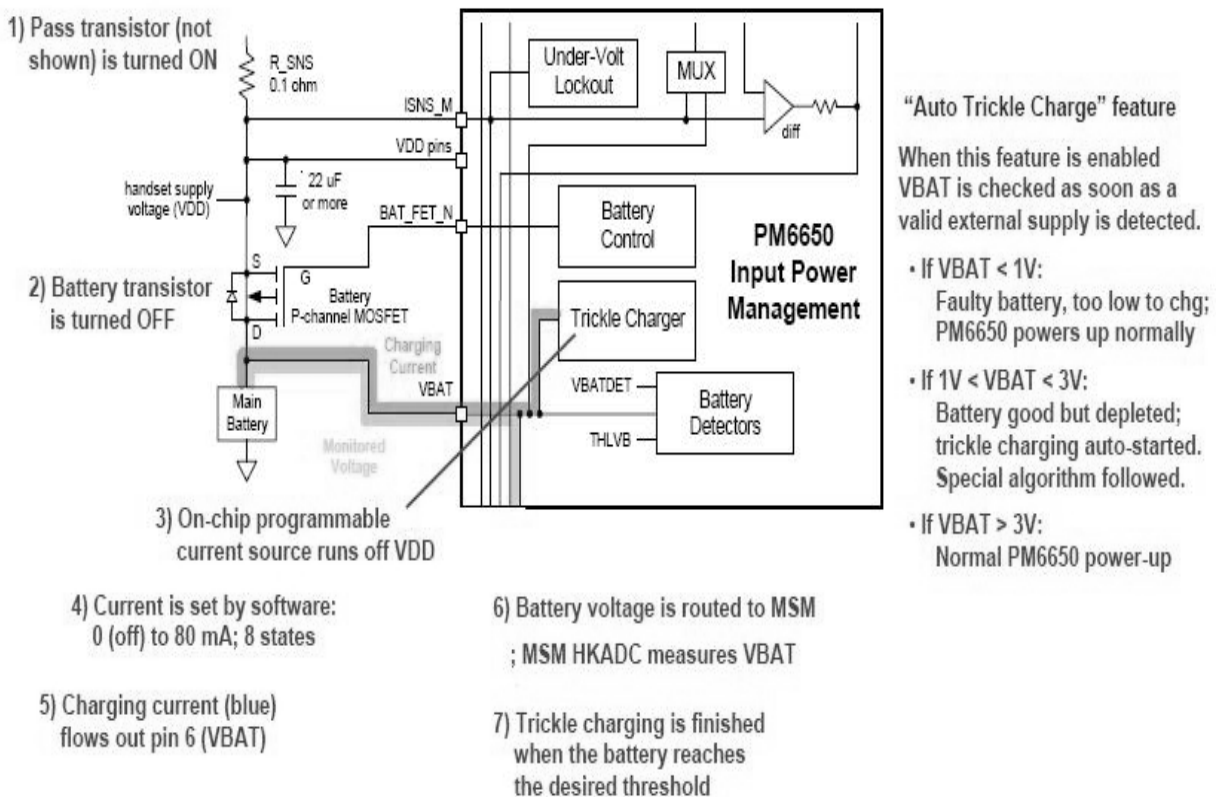 1) Pass transistor (not
shown) is turned ON
R_SNS
0.1 ohm
ISNS_M
VDD pins
22 uF
or more
handset supply
voltage (VDD)
BAT_FET_N
S
G
D
Battery
P-channel MOSFET
2) Battery transistor
is turned OFF
Charging
Current
VBAT
Main
Battery
Monitored
Voltage
Under-Volt
Lockout
MUX
diff
Battery
Control
PM6650
Input Power
Management
Trickle Charger
VBATDET
THLVB
Battery
Detectors
3) On-chip programmable
current source runs off VDD
4) Current is set by software:
0 (off) to 80 mA; 8 states
5) Charging current (blue)
flows out pin 6 (VBAT)
6) Battery voltage is routed to MSM
; MSM HKADC measures VBAT
7) Trickle charging is finished
when the battery reaches
the desired threshold
“Auto Trickle Charge” feature
When this feature is enabled
VBAT is checked as soon as a
valid external supply is detected.
• If VBAT < 1V:
Faulty battery, too low to chg;
PM6650 powers up normally
• If 1V < VBAT < 3V:
Battery good but depleted;
trickle charging auto-started.
Special algorithm followed.
• If VBAT > 3V:
Normal PM6650 power-up